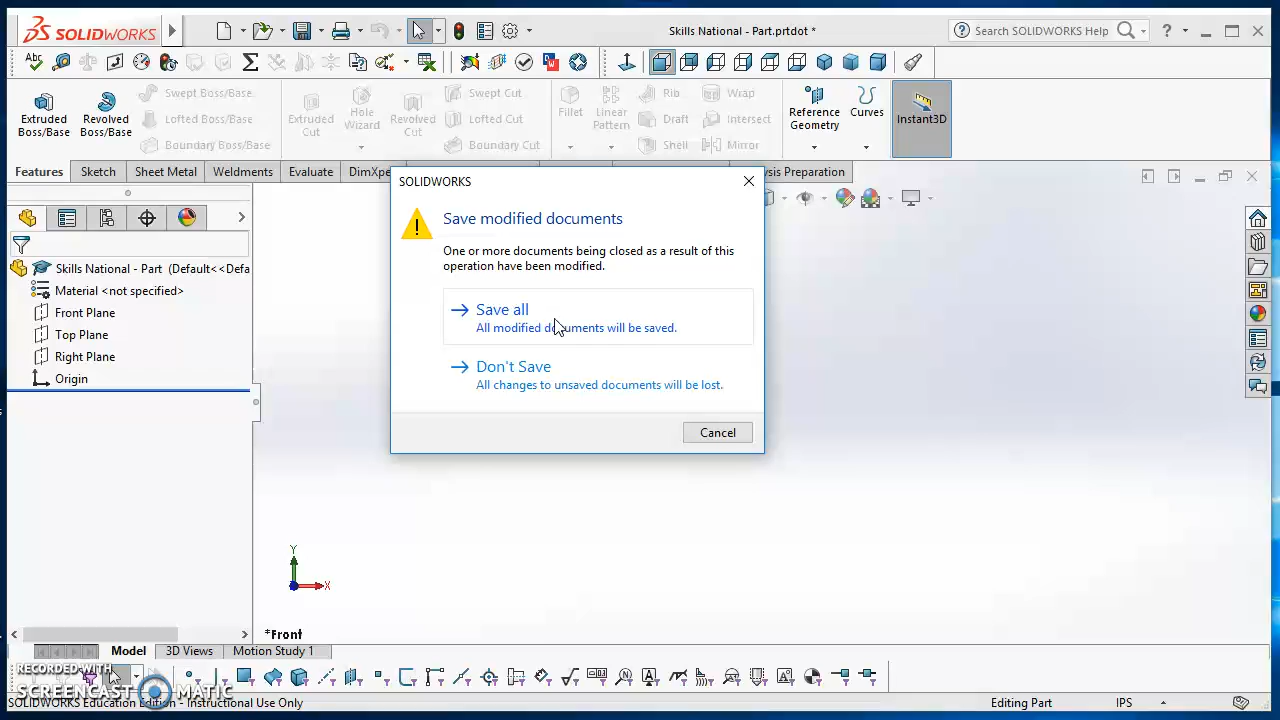 SOLIDWORKS
Skills National - Part.prtdot *
Search SOLIDWORKS Help
?
Abc
Extruded Boss/Base
Revolved Boss/Base
Swept Boss/Base
Lofted Boss/Base
Boundary Boss/Base
Extruded Cut
Hole Wizard
Revolved Cut
Swept Cut
Lofted Cut
Boundary Cut
Fillet
Linear Pattern
Rib
Draft
Shell
Wrap
Intersect
Mirror
Reference Geometry
Curves
Instant3D
Features
Sketch
Sheet Metal
Weldments
Evaluate
DimXpe
ysis Preparation
SOLIDWORKS
Save modified documents
One or more documents being closed as a result of this
operation have been modified.
Save all
All modified documents will be saved.
Don't Save
All changes to unsaved documents will be lost.
Cancel
Skills National - Part (Default<<Defa
Material <not specified>
Front Plane
Top Plane
Right Plane
Origin
Y
X
*Front
Model
3D Views
Motion Study 1
RECORDED WITH
SCREENCAST MATIC
SOLIDWORKS Education Edition - Instructional Use Only
Editing Part
IPS